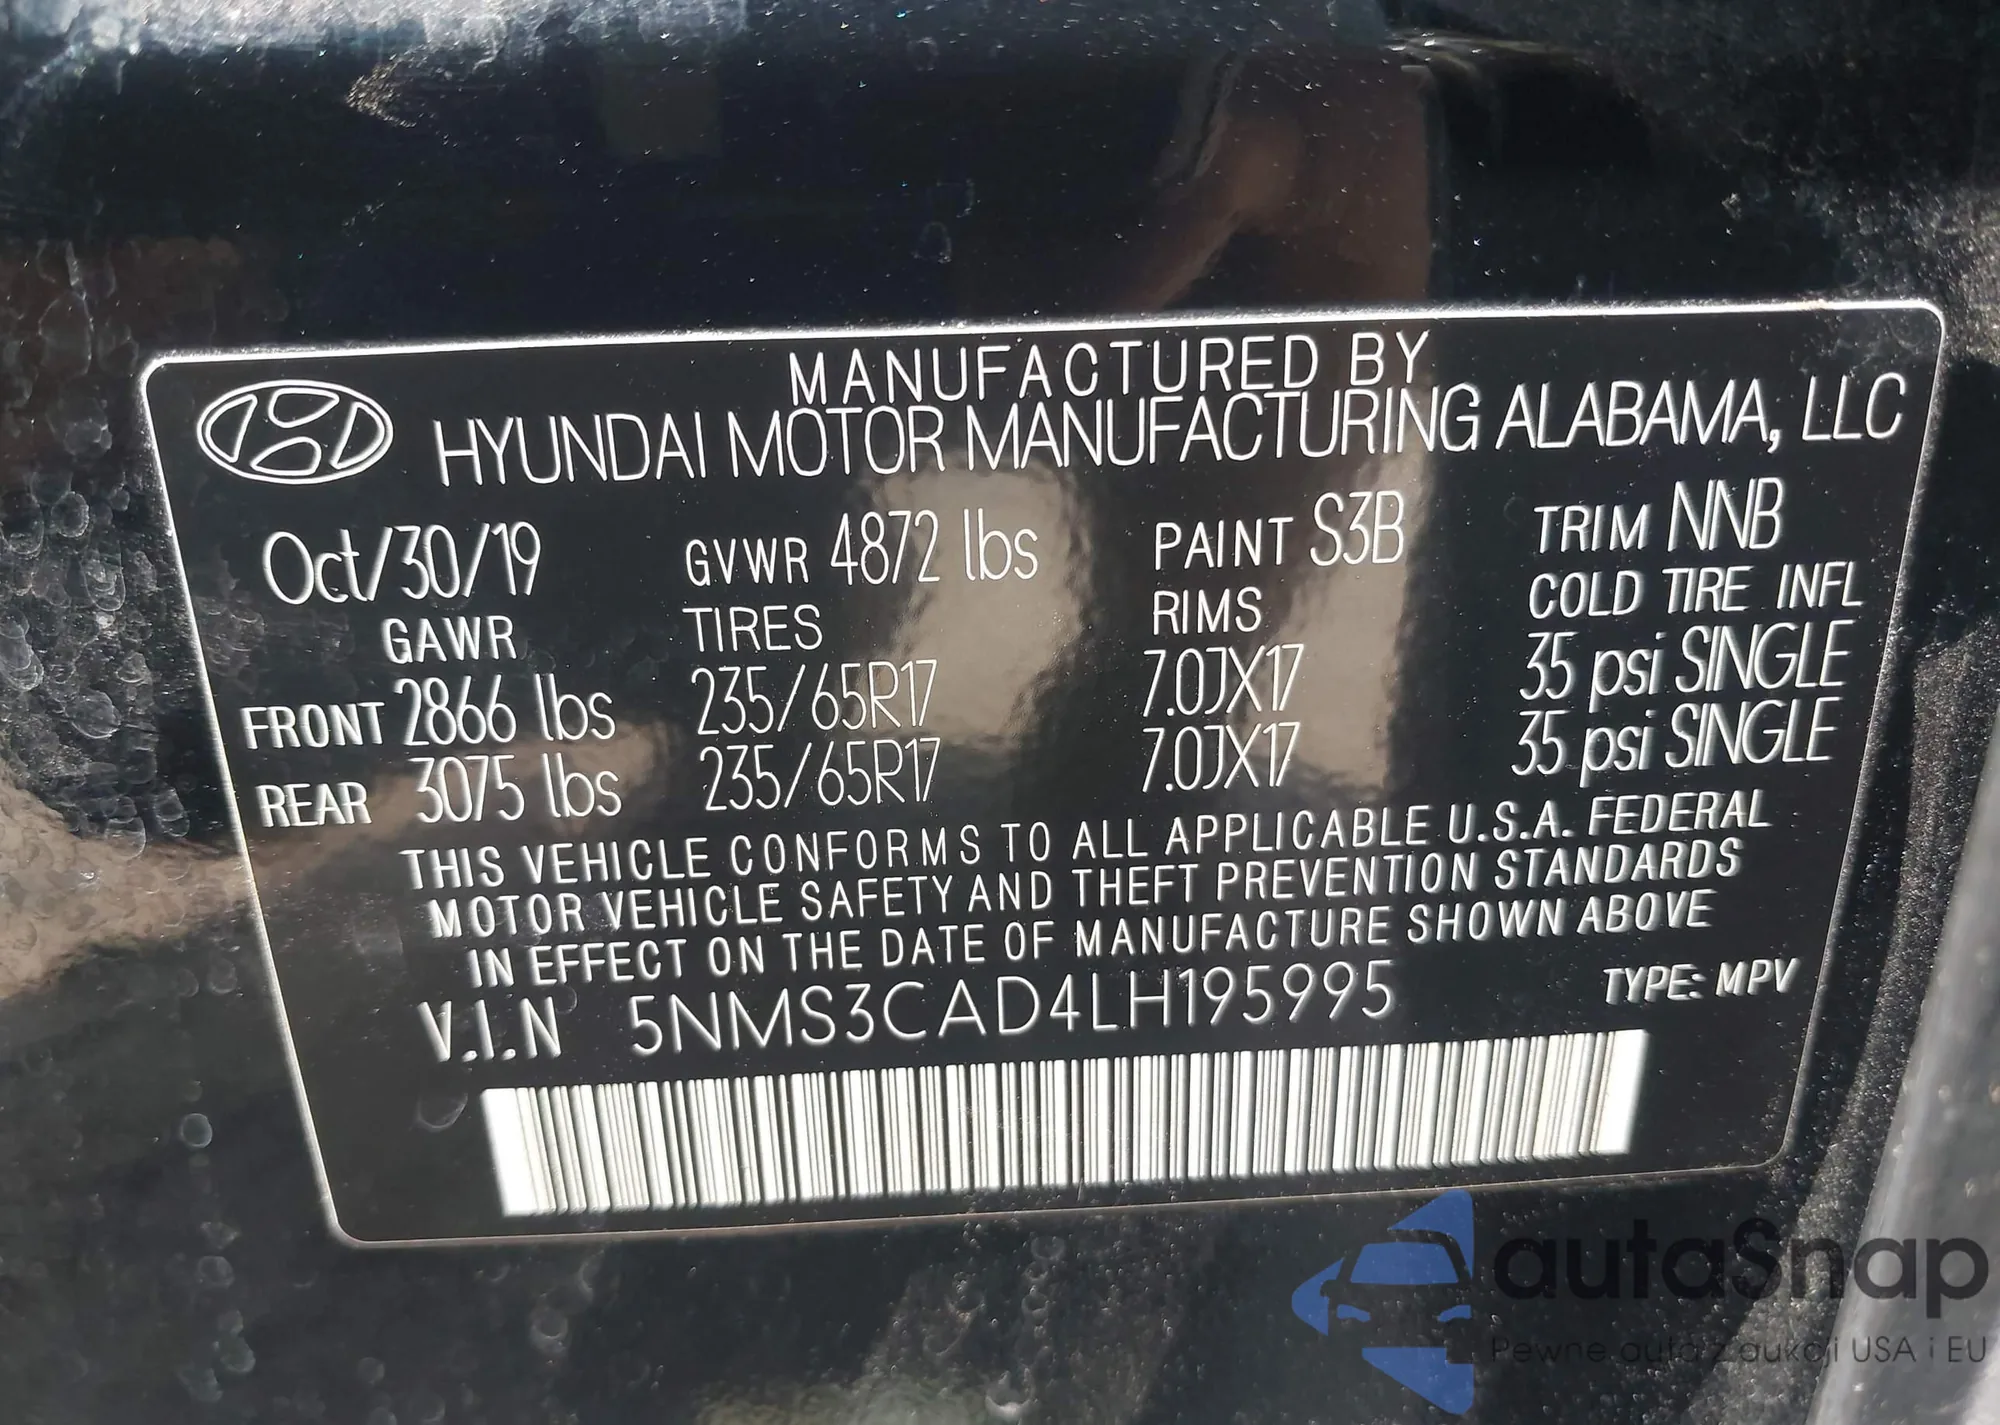 MANUFACTURED BY
HYUNDAI MOTOR MANUFACTURING ALABAMA, LLC
Oct/30/19 GVWR 4872 lbs PAINT S3B TRIM NNB
GAWR TIRES RIMS COLD TIRE INFL
FRONT 2866 lbs 235/65R17 7.0JX17 35 psi SINGLE
REAR 3075 lbs 235/65R17 7.0JX17 35 psi SINGLE
THIS VEHICLE CONFORMS TO ALL APPLICABLE U.S.A. FEDERAL
MOTOR VEHICLE SAFETY AND THEFT PREVENTION STANDARDS
IN EFFECT ON THE DATE OF MANUFACTURE SHOWN ABOVE
V.I.N 5NMS3CAD4LH195995 TYPE: MPV
autaSnap
Pewne auta z aukcji USA i EU